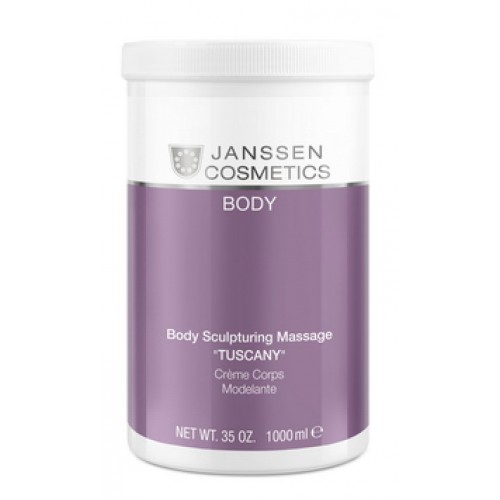 JANSSEN
COSMETICS
BODY
Body Sculpturing Massage
"TUSCANY"
Crème Corps
Modelante
NET WT. 35 OZ. 1000 ml ℮